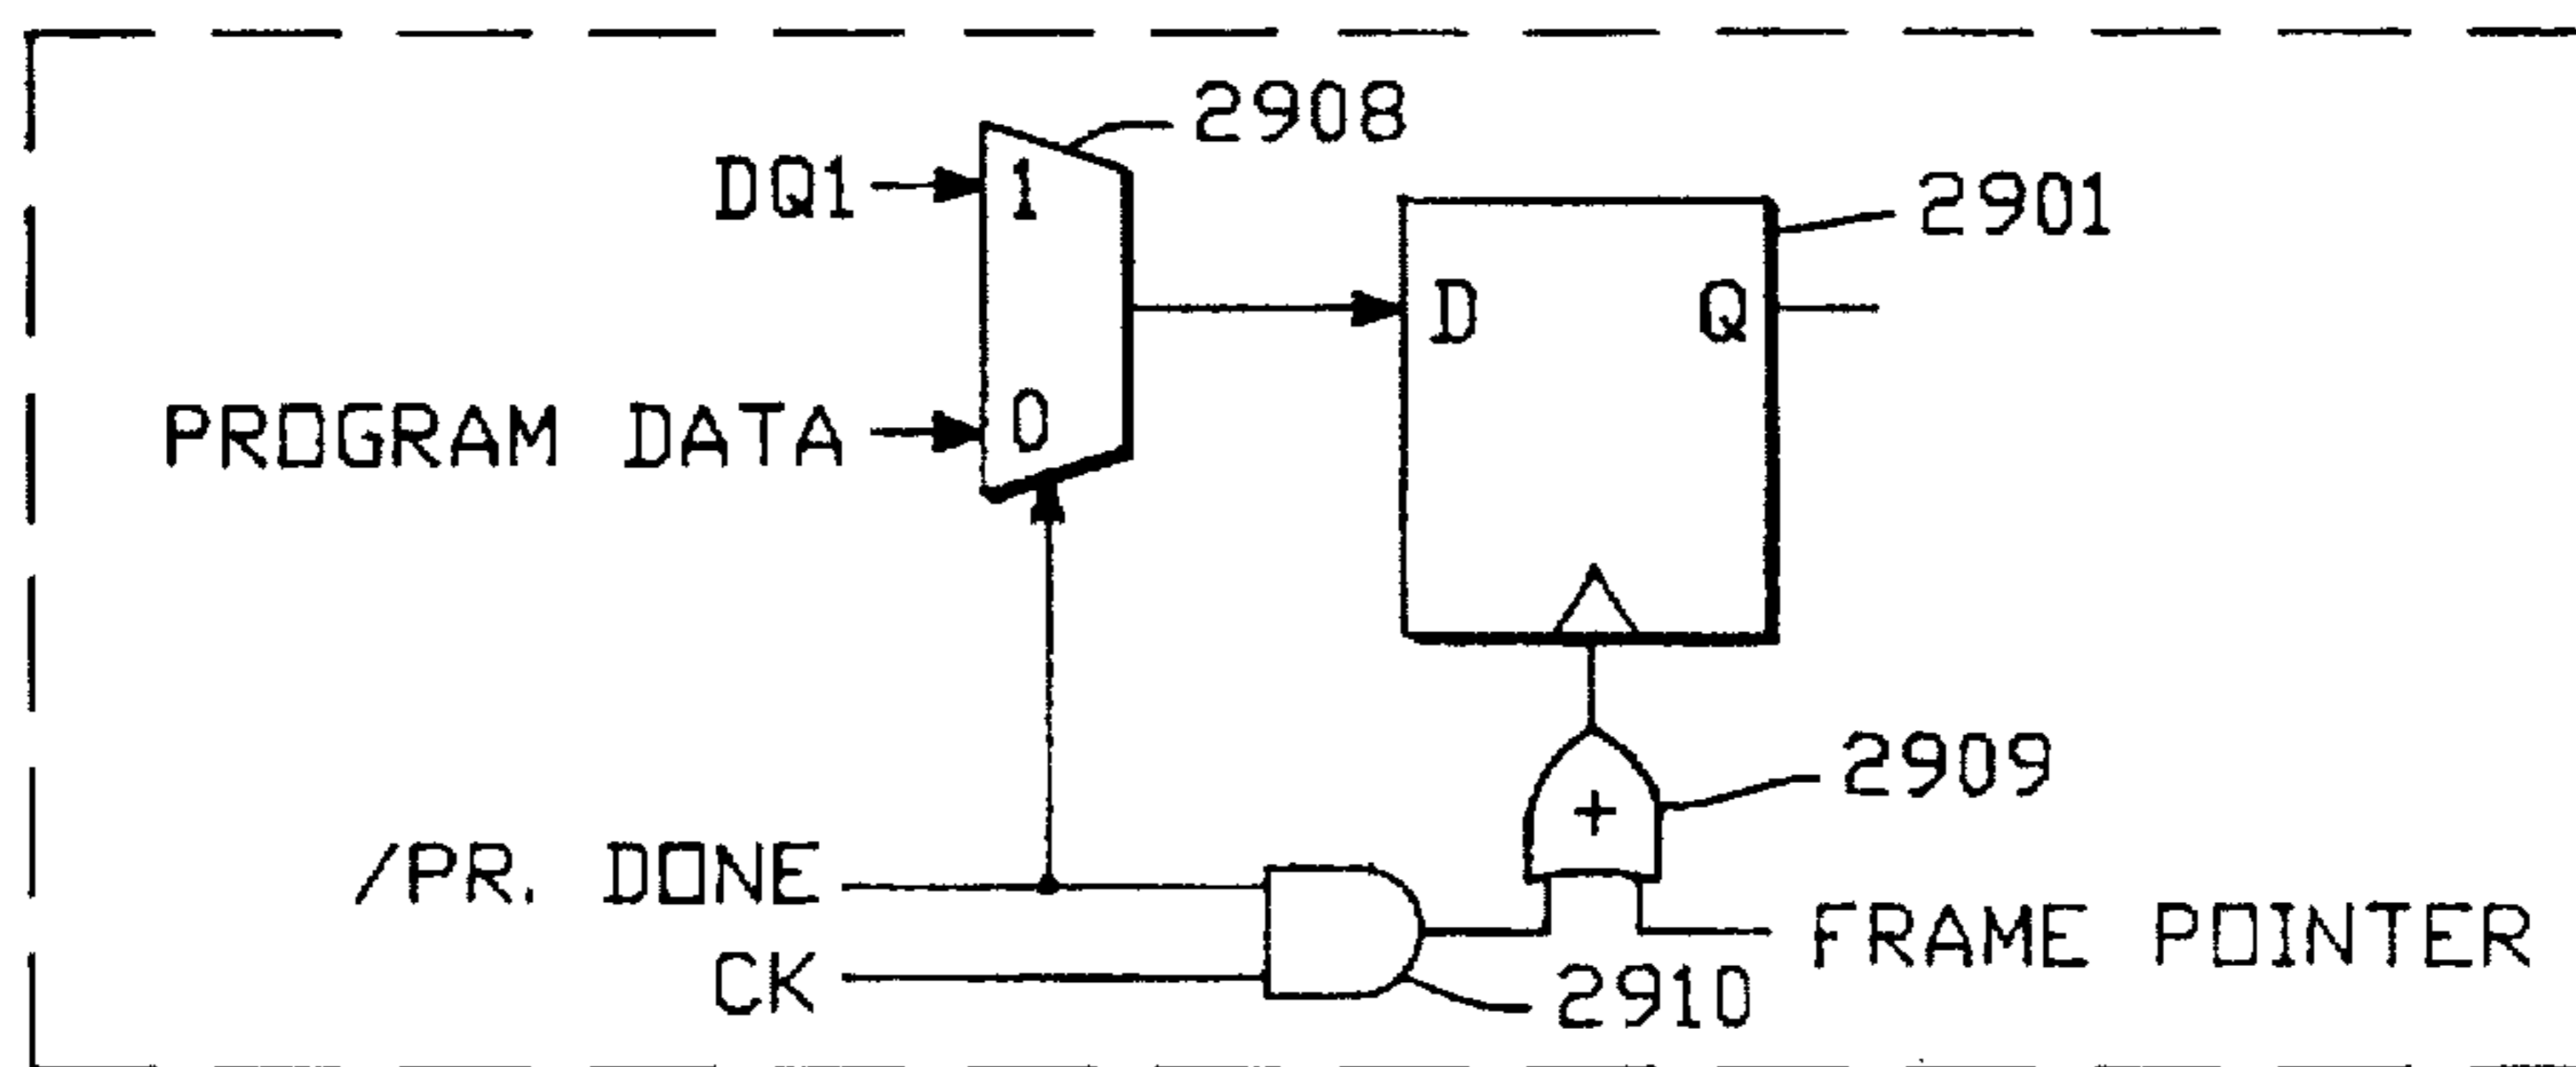 2908
DQ1
1
2901
D
Q
PROGRAM DATA
0
2909
+
/PR. DONE
FRAME POINTER
CK
2910